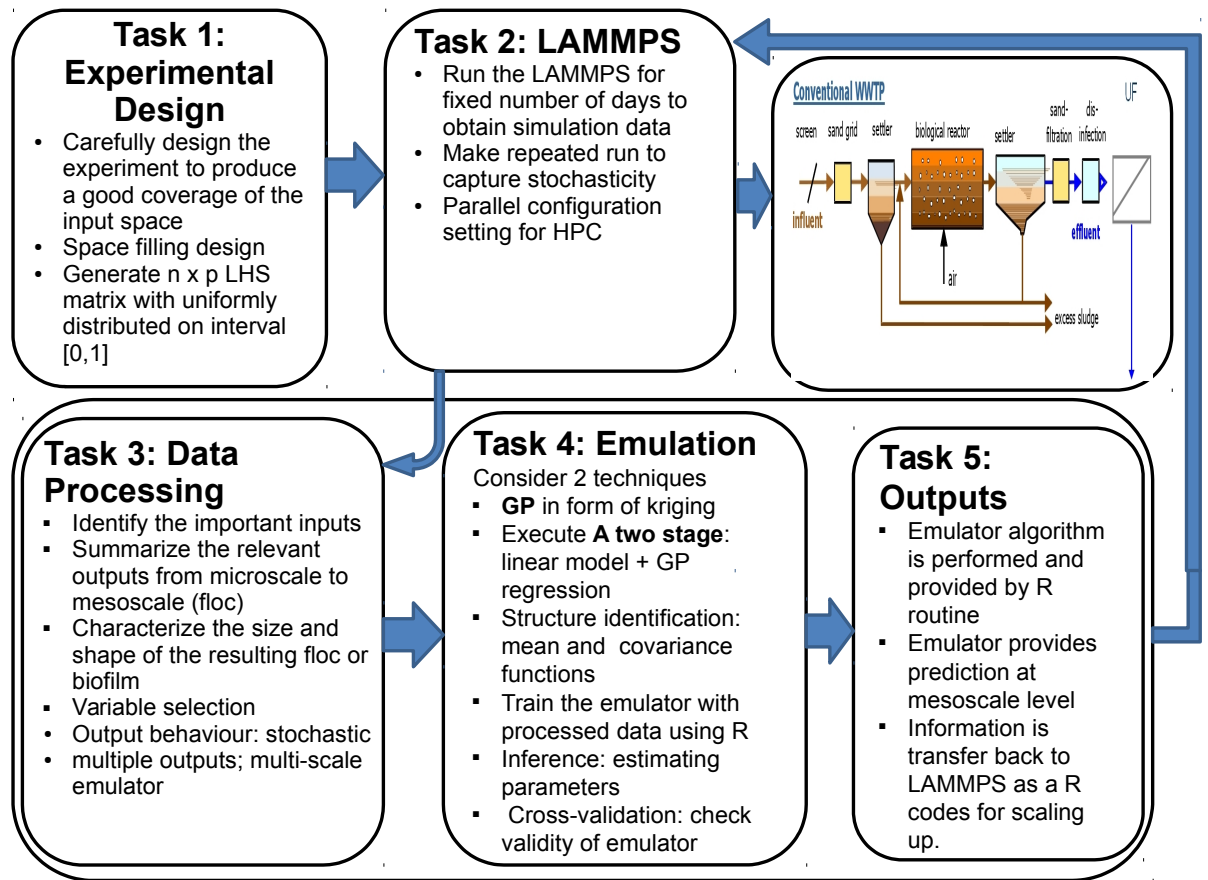 Task 1:
Experimental
Design
• Carefully design the
experiment to produce
a good coverage of the
input space
• Space filling design
• Generate n x p LHS
matrix with uniformly
distributed on interval
[0,1]
Task 2: LAMMPS
• Run the LAMMPS for
fixed number of days to
obtain simulation data
• Make repeated run to
capture stochasticity
• Parallel configuration
setting for HPC
Conventional WWTP
UF
screen
sand grid
settler
biological reactor
settler
sand-
filtration
dis-
infection
influent
effluent
air
excess sludge
Task 3: Data
Processing
▪ Identify the important inputs
▪ Summarize the relevant
outputs from microscale to
mesoscale (floc)
▪ Characterize the size and
shape of the resulting floc or
biofilm
▪ Variable selection
▪ Output behaviour: stochastic
▪ multiple outputs; multi-scale
emulator
Task 4: Emulation
Consider 2 techniques
▪ GP in form of kriging
▪ Execute A two stage:
linear model + GP
regression
▪ Structure identification:
mean and covariance
functions
▪ Train the emulator with
processed data using R
▪ Inference: estimating
parameters
▪ Cross-validation: check
validity of emulator
Task 5:
Outputs
▪ Emulator algorithm
is performed and
provided by R
routine
▪ Emulator provides
prediction at
mesoscale level
▪ Information is
transfer back to
LAMMPS as a R
codes for scaling
up.